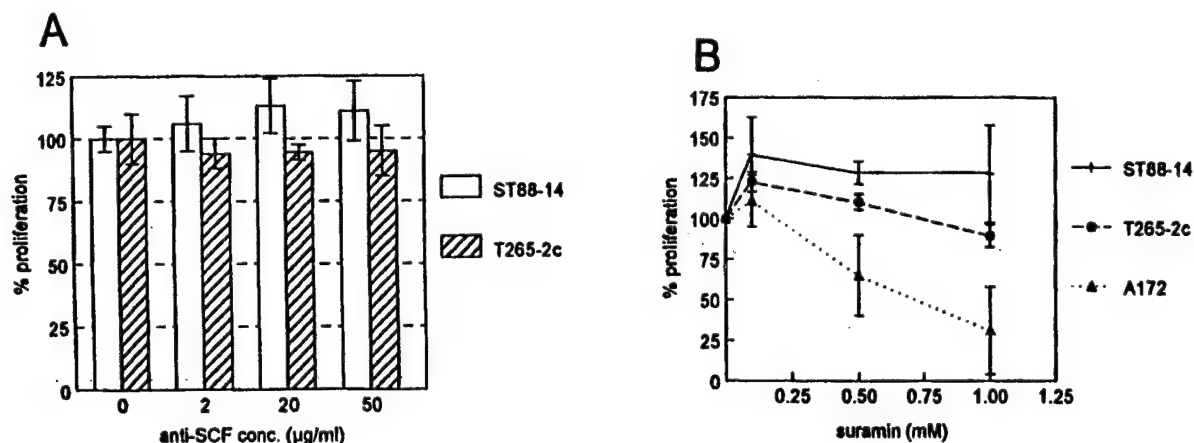 A
125
100
75
50
25
0
% proliferation
0 2 20 50
anti-SCF conc. (µg/ml)
ST88-14
T265-2c
B
175
150
125
100
75
50
25
0
% proliferation
0.25 0.50 0.75 1.00 1.25
suramin (mM)
ST88-14
T265-2c
A172